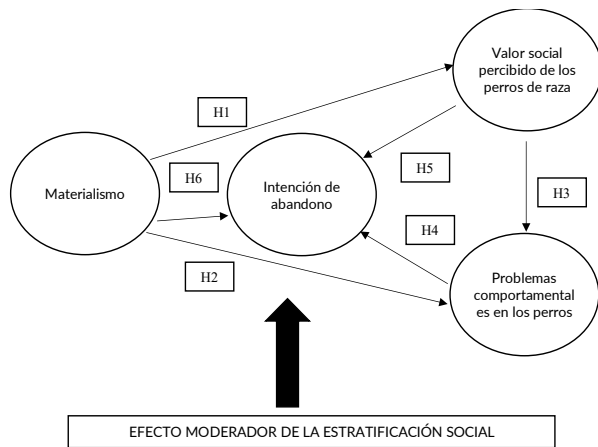 Valor social
percibido de los
perros de raza
H1
H6
Materialismo
Intención de
abandono
H5
H3
H4
H2
Problemas
comportamental
es en los perros
EFECTO MODERADOR DE LA ESTRATIFICACIÓN SOCIAL